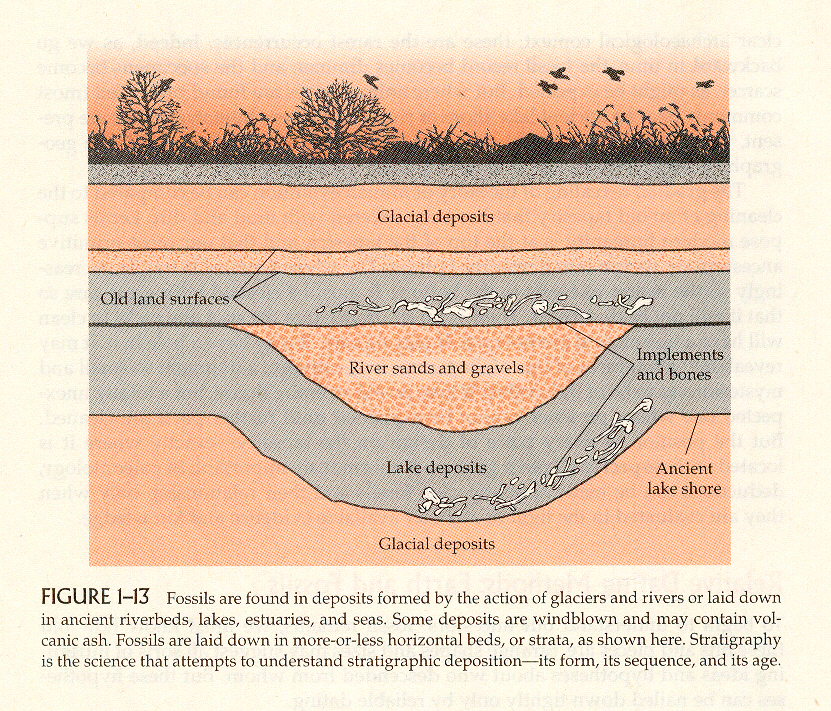 Glacial deposits
Old land surfaces
River sands and gravels
Implements
and bones
Lake deposits
Ancient
lake shore
Glacial deposits
FIGURE 1–13 Fossils are found in deposits formed by the action of glaciers and rivers or laid down
in ancient riverbeds, lakes, estuaries, and seas. Some deposits are windblown and may contain vol-
canic ash. Fossils are laid down in more-or-less horizontal beds, or strata, as shown here. Stratigraphy
is the science that attempts to understand stratigraphic deposition—its form, its sequence, and its age.